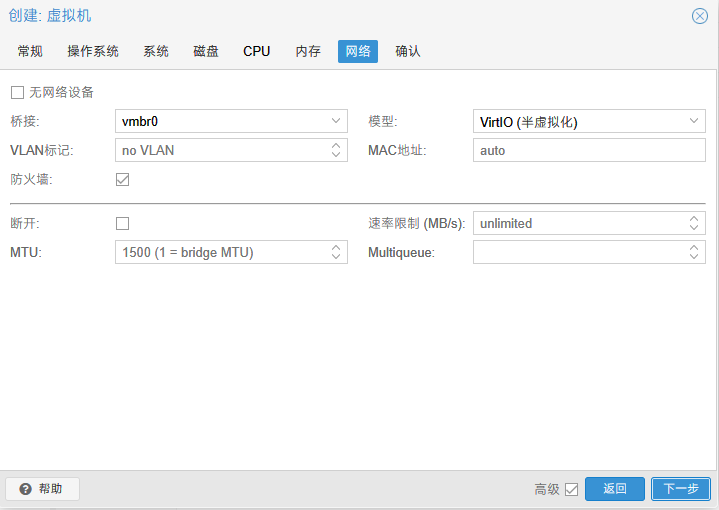 创建: 虚拟机
常规 操作系统 系统 磁盘 CPU 内存 网络 确认
无网络设备
桥接: vmbr0 模型: VirtIO (半虚拟化)
VLAN标记: no VLAN MAC地址: auto
防火墙:
断开: 速率限制 (MB/s): unlimited
MTU: 1500 (1 = bridge MTU) Multiqueue:
帮助 高级 返回 下一步